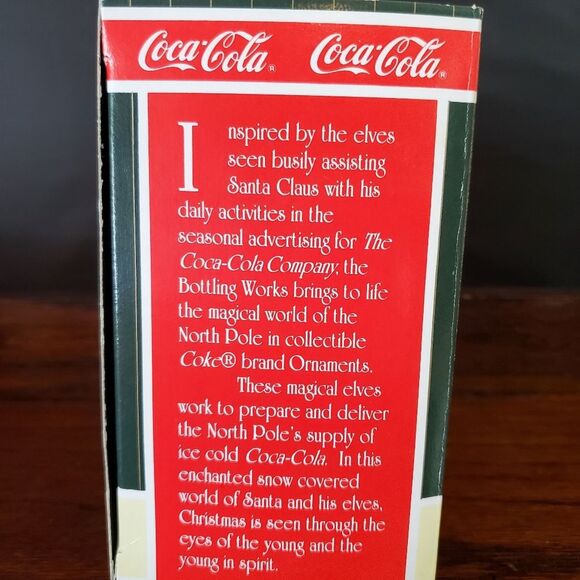 Coca-Cola® Coca-Cola®
Inspired by the elves
seen busily assisting
Santa Claus with his
daily activities in the
seasonal advertising for The
Coca-Cola Company, the
Bottling Works brings to life
the magical world of the
North Pole in collectible
Coke® brand Ornaments.
These magical elves
work to prepare and deliver
the North Pole's supply of
ice cold Coca-Cola. In this
enchanted snow covered
world of Santa and his elves,
Christmas is seen through the
eyes of the young and the
young in spirit.